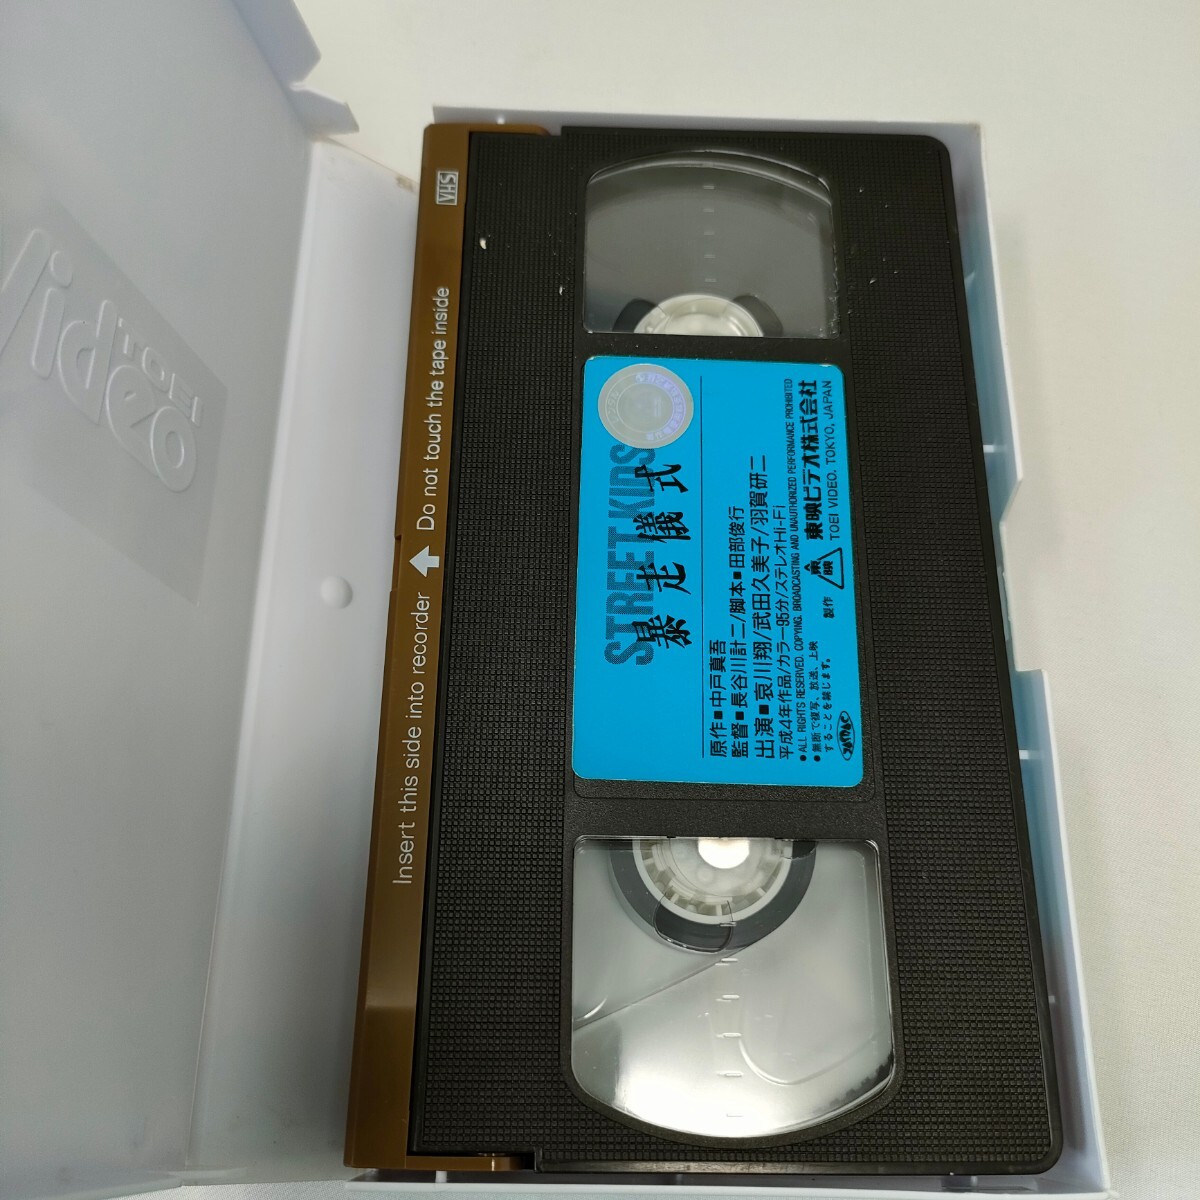 VHS
Insert this side into recorder Do not touch the tape inside
STREET KIDS
暴走儀式
原作■中戸真吾
監督■長谷川計二/脚本■田部俊行
出演■哀川翔/武田久美子/羽賀研二
平成4年作品/カラー95分/ステレオHi-Fi
●ALL RIGHTS RESERVED. COPYING, BROADCASTING AND UNAUTHORIZED PERFORMANCE PROHIBITED
●無断で複写、放送、上映することを禁じます。
製作 東映 東映ビデオ株式会社
TOEI VIDEO. TOKYO, JAPAN
TOEI
Video